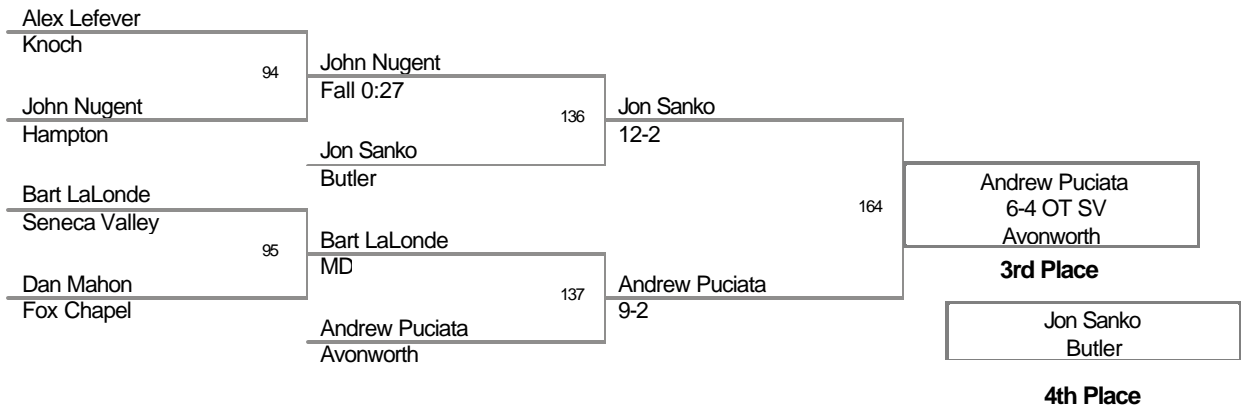 Alex Lefever
Knoch
94
John Nugent
Hampton
Bart LaLonde
Seneca Valley
95
Dan Mahon
Fox Chapel
John Nugent
Fall 0:27
136
Jon Sanko
Butler
Bart LaLonde
MD
137
Andrew Puciata
Avonworth
Jon Sanko
12-2
164
Andrew Puciata
9-2
Andrew Puciata
6-4 OT SV
Avonworth
3rd Place
Jon Sanko
Butler
4th Place